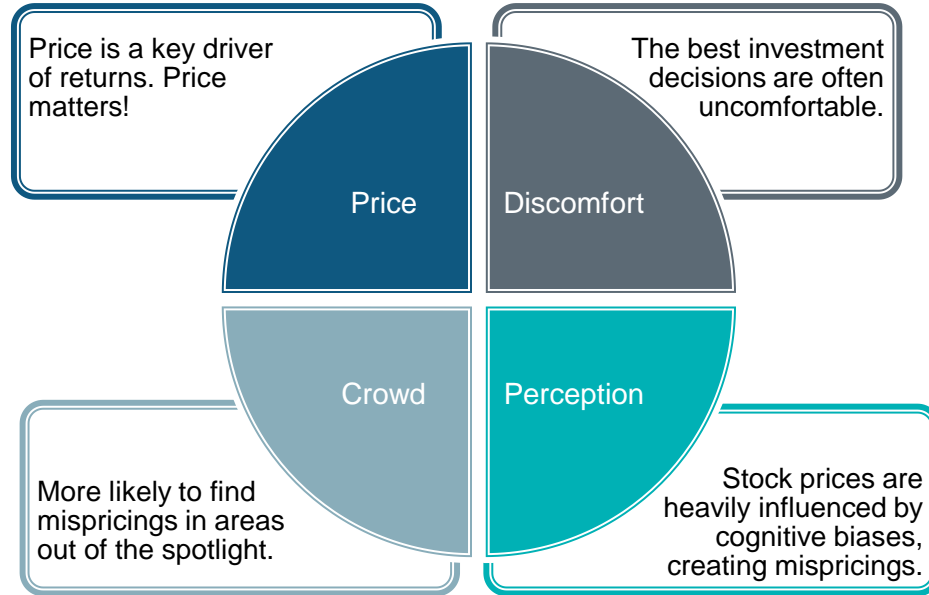 Price is a key driver
of returns. Price
matters!
The best investment
decisions are often
uncomfortable.
Price
Discomfort
Crowd
Perception
More likely to find
mispricings in areas
out of the spotlight.
Stock prices are
heavily influenced by
cognitive biases,
creating mispricings.